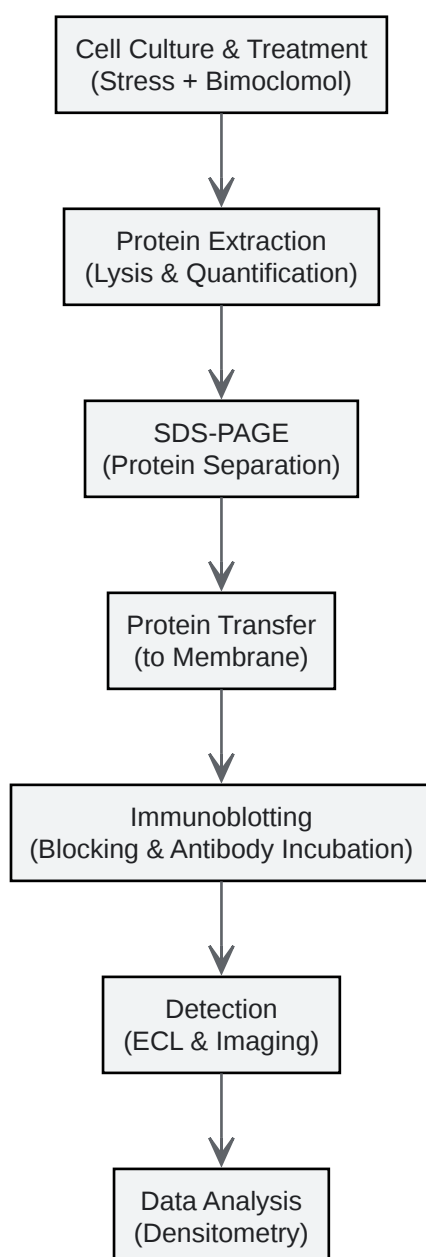 Cell Culture & Treatment
(Stress + Bimoclomol)
Protein Extraction
(Lysis & Quantification)
SDS-PAGE
(Protein Separation)
Protein Transfer
(to Membrane)
Immunoblotting
(Blocking & Antibody Incubation)
Detection
(ECL & Imaging)
Data Analysis
(Densitometry)